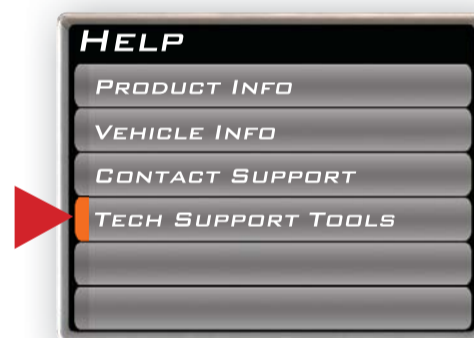 HELP
PRODUCT INFO
VEHICLE INFO
CONTACT SUPPORT
TECH SUPPORT TOOLS